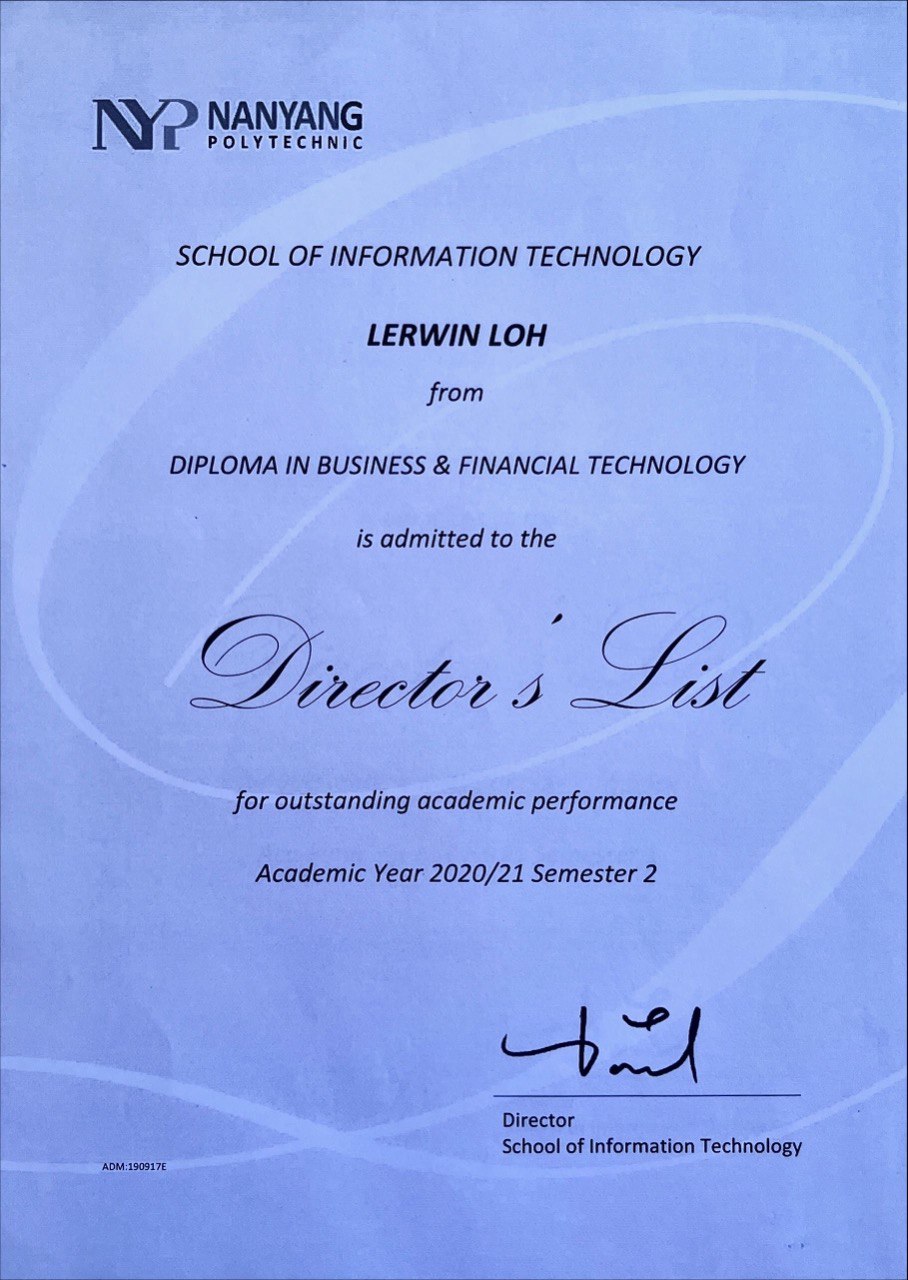 NYP NANYANG
POLYTECHNIC
SCHOOL OF INFORMATION TECHNOLOGY
LERWIN LOH
from
DIPLOMA IN BUSINESS & FINANCIAL TECHNOLOGY
is admitted to the
Director's List
for outstanding academic performance
Academic Year 2020/21 Semester 2
Director
School of Information Technology
ADM:190917E